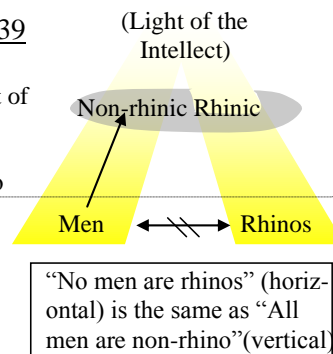 39
(Light of the
Intellect)
t of
Non-rhinic Rhinic
Men
Rhinos
“No men are rhinos” (horiz-
ontal) is the same as “All
men are non-rhino”(vertical)